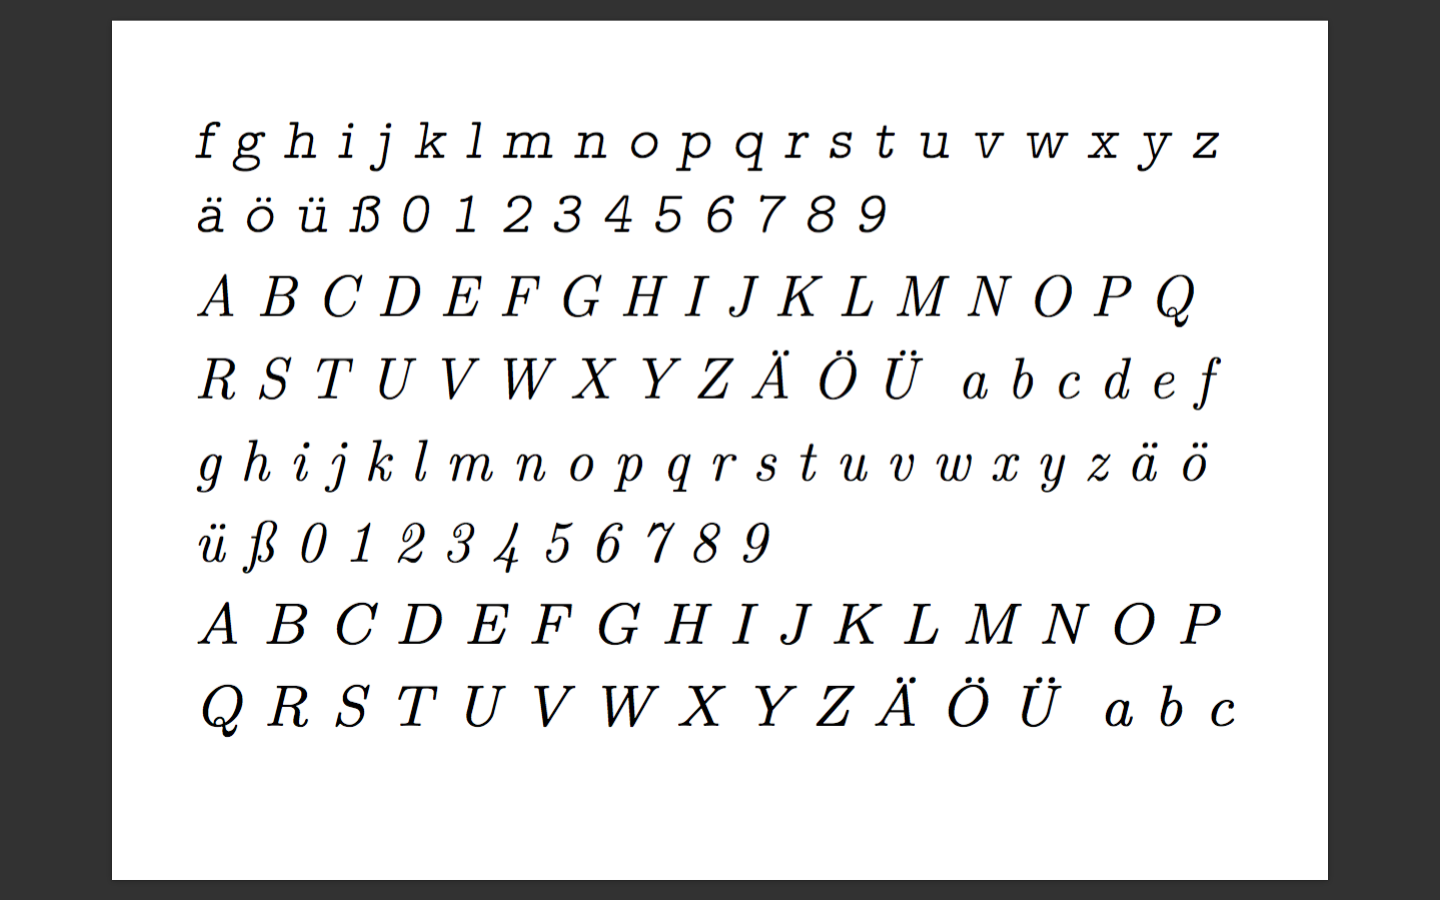 f g h i j k l m n o p q r s t u v w x y z
ä ö ü ß 0 1 2 3 4 5 6 7 8 9
A B C D E F G H I J K L M N O P Q
R S T U V W X Y Z Ä Ö Ü a b c d e f
g h i j k l m n o p q r s t u v w x y z ä ö
ü ß 0 1 2 3 4 5 6 7 8 9
A B C D E F G H I J K L M N O P
Q R S T U V W X Y Z Ä Ö Ü a b c